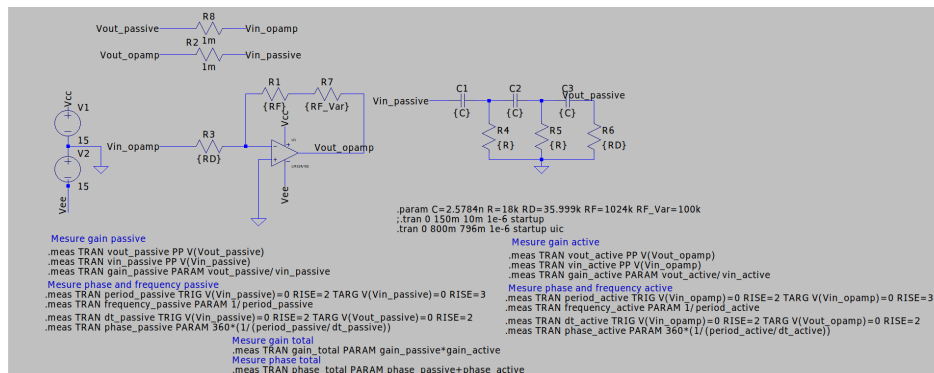 R8
Vout_passive
Vin_opamp
1m
R2
Vout_opamp
Vin_passive
1m
R1
R7
{RF}
{RF_Var}
Vcc
V1
15
V2
15
Vee
Vin_opamp
R3
{RD}
Vcc
Vout_opamp
Vee
Vin_passive
C1
C2
C3
Vout_passive
{C}
{C}
{C}
R4
R5
R6
{R}
{R}
{RD}
.param C=2.5784n R=18k RD=35.999k RF=1024k RF_Var=100k
;.tran 0 150m 10m 1e-6 startup
.tran 0 800m 796m 1e-6 startup uic
Mesure gain passive
.meas TRAN vout_passive PP V(Vout_passive)
.meas TRAN vin_passive PP V(Vin_passive)
.meas TRAN gain_passive PARAM vout_passive/vin_passive
Mesure phase and frequency passive
.meas TRAN period_passive TRIG V(Vin_passive)=0 RISE=2 TARG V(Vin_passive)=0 RISE=3
.meas TRAN frequency_passive PARAM 1/period_passive
.meas TRAN dt_passive TRIG V(Vin_passive)=0 RISE=2 TARG V(Vout_passive)=0 RISE=2
.meas TRAN phase_passive PARAM 360*(1/(period_passive/dt_passive))
Mesure gain active
.meas TRAN vout_active PP V(Vout_opamp)
.meas TRAN vin_active PP V(Vin_opamp)
.meas TRAN gain_active PARAM vout_active/vin_active
Mesure phase and frequency active
.meas TRAN period_active TRIG V(Vin_opamp)=0 RISE=2 TARG V(Vin_opamp)=0 RISE=3
.meas TRAN frequency_active PARAM 1/period_active
.meas TRAN dt_active TRIG V(Vin_opamp)=0 RISE=2 TARG V(Vout_opamp)=0 RISE=2
.meas TRAN phase_active PARAM 360*(1/(period_active/dt_active))
Mesure gain total
.meas TRAN gain_total PARAM gain_passive*gain_active
Mesure phase total
.meas TRAN phase_total PARAM phase_passive+phase_active